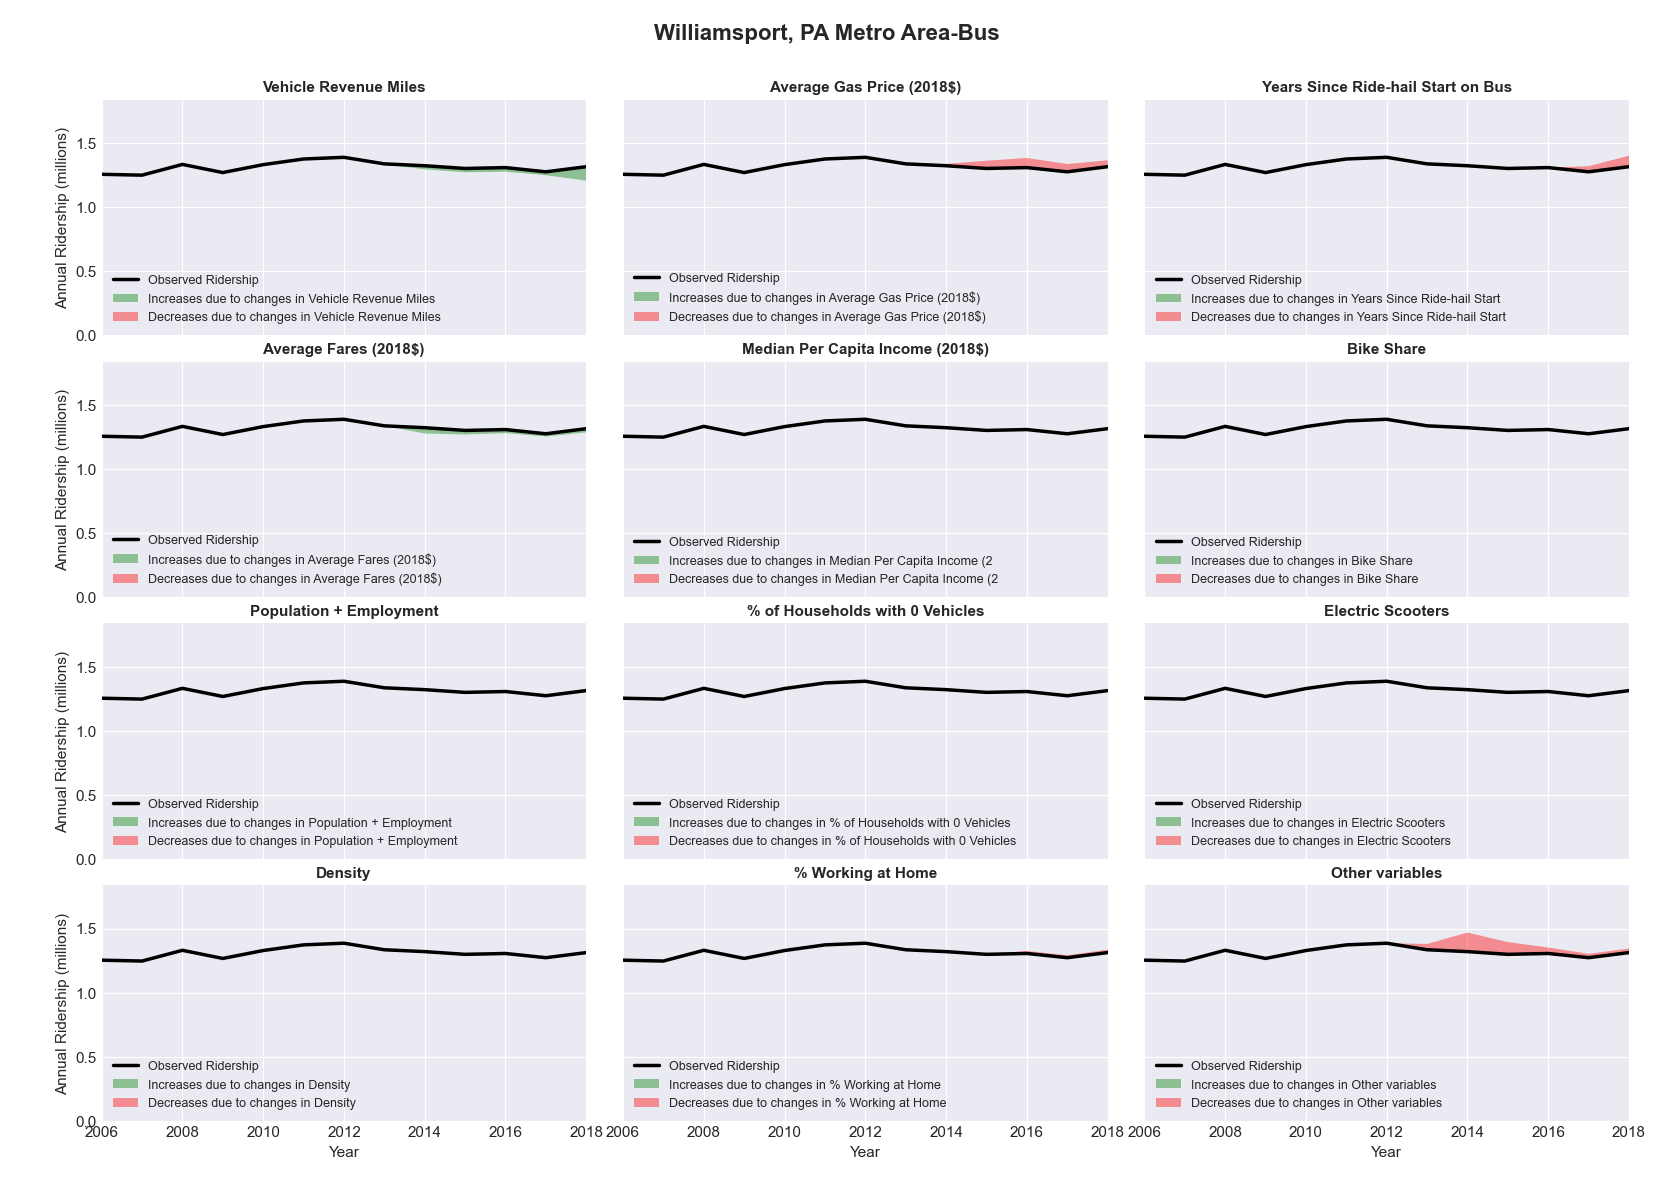 Williamsport, PA Metro Area-Bus
Vehicle Revenue Miles
Annual Ridership (millions)
1.5
1.0
0.5
0.0
Observed Ridership
Increases due to changes in Vehicle Revenue Miles
Decreases due to changes in Vehicle Revenue Miles
Average Gas Price (2018$)
Observed Ridership
Increases due to changes in Average Gas Price (2018$)
Decreases due to changes in Average Gas Price (2018$)
Years Since Ride-hail Start on Bus
Observed Ridership
Increases due to changes in Years Since Ride-hail Start
Decreases due to changes in Years Since Ride-hail Start
Average Fares (2018$)
Annual Ridership (millions)
1.5
1.0
0.5
0.0
Observed Ridership
Increases due to changes in Average Fares (2018$)
Decreases due to changes in Average Fares (2018$)
Median Per Capita Income (2018$)
Observed Ridership
Increases due to changes in Median Per Capita Income (2
Decreases due to changes in Median Per Capita Income (2
Bike Share
Observed Ridership
Increases due to changes in Bike Share
Decreases due to changes in Bike Share
Population + Employment
Annual Ridership (millions)
1.5
1.0
0.5
0.0
Observed Ridership
Increases due to changes in Population + Employment
Decreases due to changes in Population + Employment
% of Households with 0 Vehicles
Observed Ridership
Increases due to changes in % of Households with 0 Vehicles
Decreases due to changes in % of Households with 0 Vehicles
Electric Scooters
Observed Ridership
Increases due to changes in Electric Scooters
Decreases due to changes in Electric Scooters
Density
Annual Ridership (millions)
1.5
1.0
0.5
0.0
Observed Ridership
Increases due to changes in Density
Decreases due to changes in Density
2006 2008 2010 2012 2014 2016 2018
Year
% Working at Home
Observed Ridership
Increases due to changes in % Working at Home
Decreases due to changes in % Working at Home
2006 2008 2010 2012 2014 2016 2018
Year
Other variables
Observed Ridership
Increases due to changes in Other variables
Decreases due to changes in Other variables
2006 2008 2010 2012 2014 2016 2018
Year